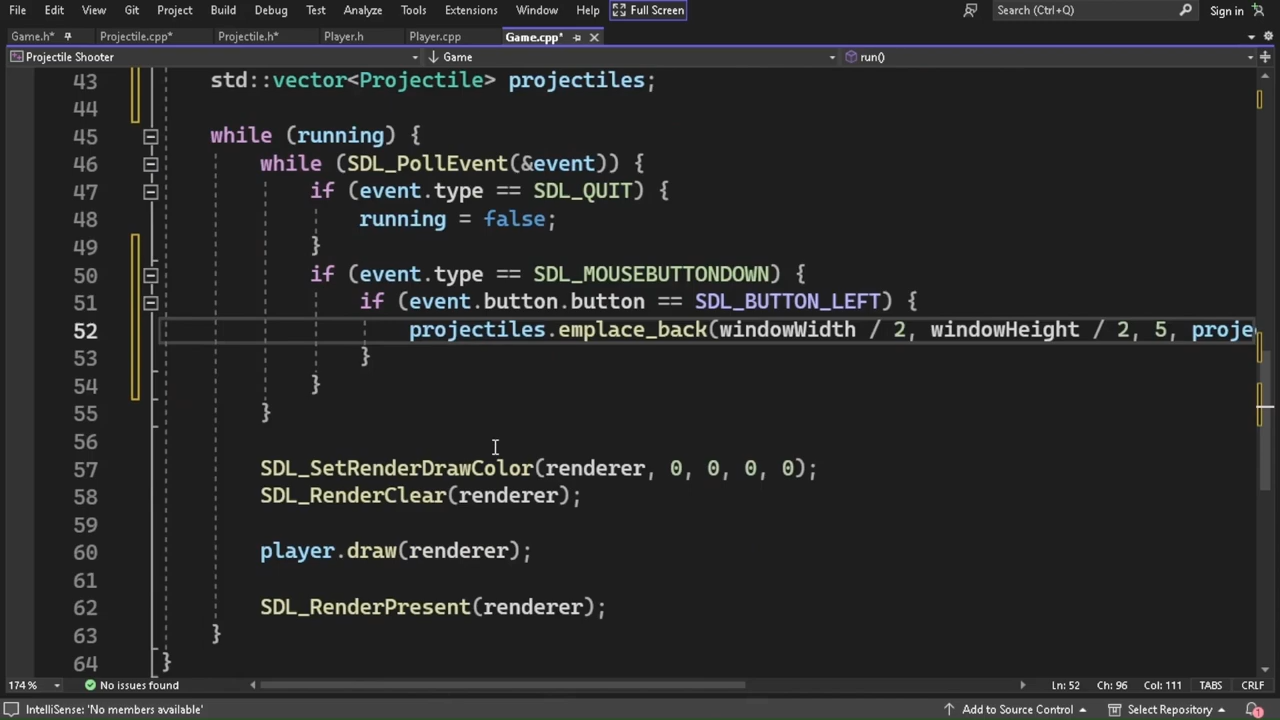 File Edit View Git Project Build Debug Test Analyze Tools Extensions Window Help Full Screen Search (Ctrl+Q) Sign in
Game.h* Projectile.cpp* Projectile.h* Player.h Player.cpp Game.cpp*
Projectile Shooter Game run()
43 std::vector<Projectile> projectiles;
44
45 while (running) {
46 while (SDL_PollEvent(&event)) {
47 if (event.type == SDL_QUIT) {
48 running = false;
49 }
50 if (event.type == SDL_MOUSEBUTTONDOWN) {
51 if (event.button.button == SDL_BUTTON_LEFT) {
52 projectiles.emplace_back(windowWidth / 2, windowHeight / 2, 5, proje
53 }
54 }
55 }
56
57 SDL_SetRenderDrawColor(renderer, 0, 0, 0, 0);
58 SDL_RenderClear(renderer);
59
60 player.draw(renderer);
61
62 SDL_RenderPresent(renderer);
63 }
64 }
174 % No issues found Ln: 52 Ch: 96 Col: 111 TABS CRLF
IntelliSense: 'No members available' Add to Source Control Select Repository 1